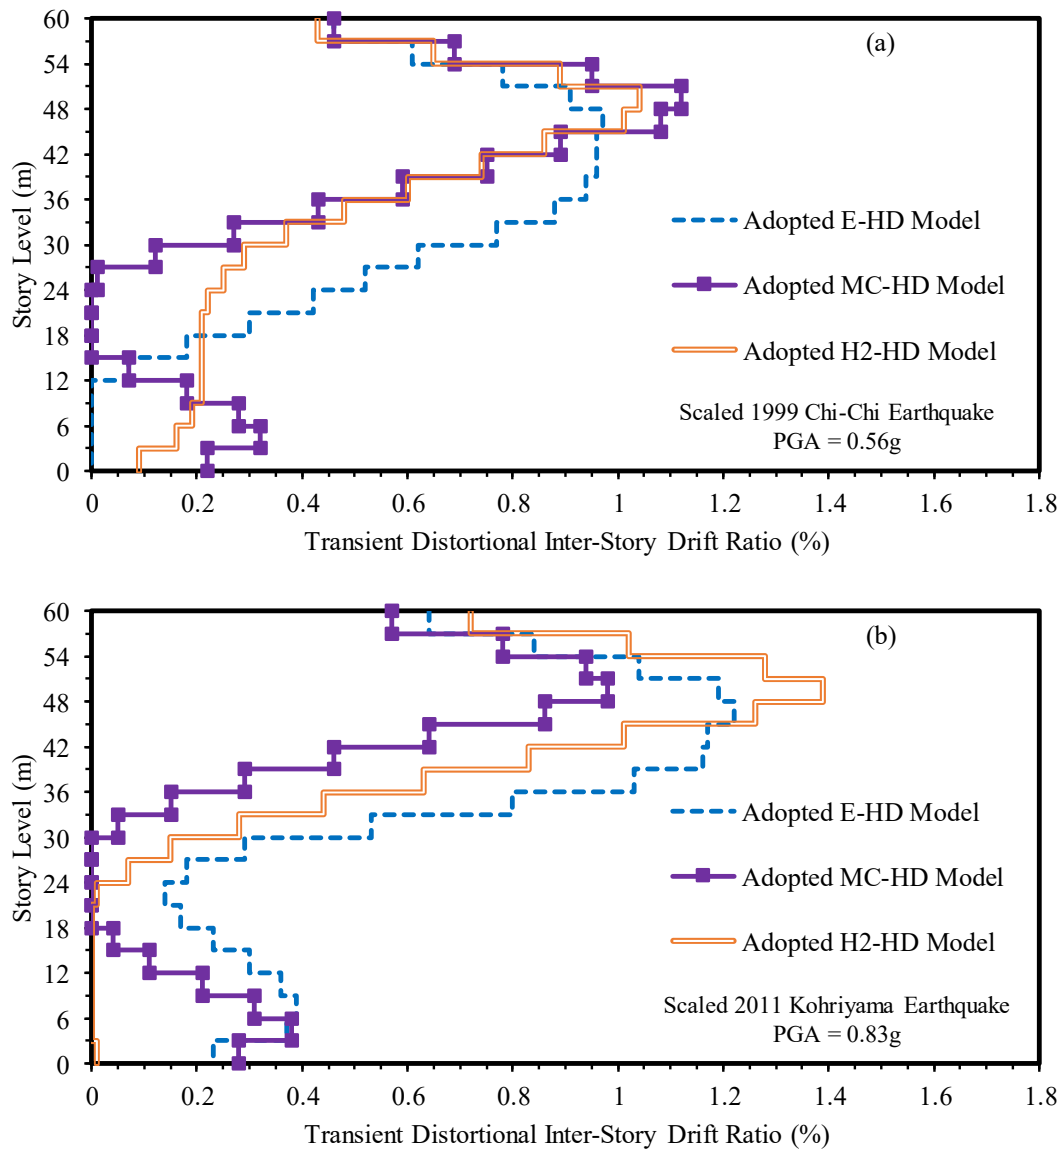 60
54
48
42
36
30
24
18
12
6
0
Story Level (m)
(a)
Adopted E-HD Model
Adopted MC-HD Model
Adopted H2-HD Model
Scaled 1999 Chi-Chi Earthquake
PGA = 0.56g
0 0.2 0.4 0.6 0.8 1 1.2 1.4 1.6 1.8
Transient Distortional Inter-Story Drift Ratio (%)
60
54
48
42
36
30
24
18
12
6
0
Story Level (m)
(b)
Adopted E-HD Model
Adopted MC-HD Model
Adopted H2-HD Model
Scaled 2011 Kohriyama Earthquake
PGA = 0.83g
0 0.2 0.4 0.6 0.8 1 1.2 1.4 1.6 1.8
Transient Distortional Inter-Story Drift Ratio (%)